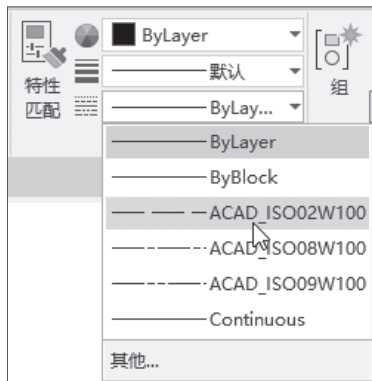 ByLayer
默认
特性
匹配
ByLay...
组
ByLayer
ByBlock
ACAD_ISO02W100
ACAD_ISO08W100
ACAD_ISO09W100
Continuous
其他...